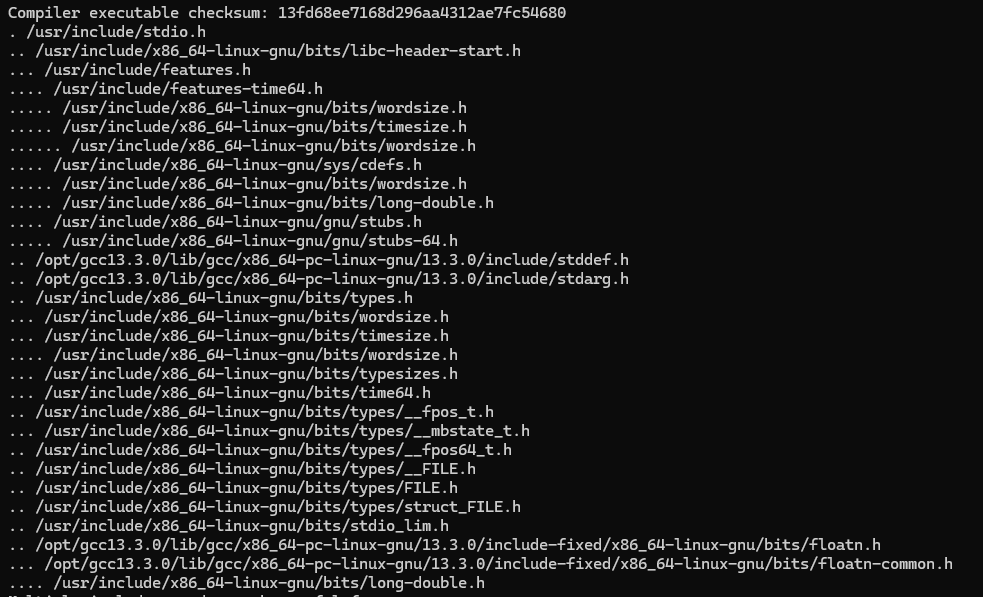 Compiler executable checksum: 13fd68ee7168d296aa4312ae7fc54680
. /usr/include/stdio.h
.. /usr/include/x86_64-linux-gnu/bits/libc-header-start.h
... /usr/include/features.h
.... /usr/include/features-time64.h
..... /usr/include/x86_64-linux-gnu/bits/wordsize.h
..... /usr/include/x86_64-linux-gnu/bits/timesize.h
...... /usr/include/x86_64-linux-gnu/bits/wordsize.h
.... /usr/include/x86_64-linux-gnu/sys/cdefs.h
..... /usr/include/x86_64-linux-gnu/bits/wordsize.h
..... /usr/include/x86_64-linux-gnu/bits/long-double.h
.... /usr/include/x86_64-linux-gnu/gnu/stubs.h
..... /usr/include/x86_64-linux-gnu/gnu/stubs-64.h
.. /opt/gcc13.3.0/lib/gcc/x86_64-pc-linux-gnu/13.3.0/include/stddef.h
.. /opt/gcc13.3.0/lib/gcc/x86_64-pc-linux-gnu/13.3.0/include/stdarg.h
.. /usr/include/x86_64-linux-gnu/bits/types.h
... /usr/include/x86_64-linux-gnu/bits/wordsize.h
... /usr/include/x86_64-linux-gnu/bits/timesize.h
.... /usr/include/x86_64-linux-gnu/bits/wordsize.h
... /usr/include/x86_64-linux-gnu/bits/typesizes.h
... /usr/include/x86_64-linux-gnu/bits/time64.h
.. /usr/include/x86_64-linux-gnu/bits/types/__fpos_t.h
... /usr/include/x86_64-linux-gnu/bits/types/__mbstate_t.h
.. /usr/include/x86_64-linux-gnu/bits/types/__fpos64_t.h
.. /usr/include/x86_64-linux-gnu/bits/types/__FILE.h
.. /usr/include/x86_64-linux-gnu/bits/types/FILE.h
.. /usr/include/x86_64-linux-gnu/bits/types/struct_FILE.h
.. /usr/include/x86_64-linux-gnu/bits/stdio_lim.h
.. /opt/gcc13.3.0/lib/gcc/x86_64-pc-linux-gnu/13.3.0/include-fixed/x86_64-linux-gnu/bits/floatn.h
... /opt/gcc13.3.0/lib/gcc/x86_64-pc-linux-gnu/13.3.0/include-fixed/x86_64-linux-gnu/bits/floatn-common.h
.... /usr/include/x86_64-linux-gnu/bits/long-double.h